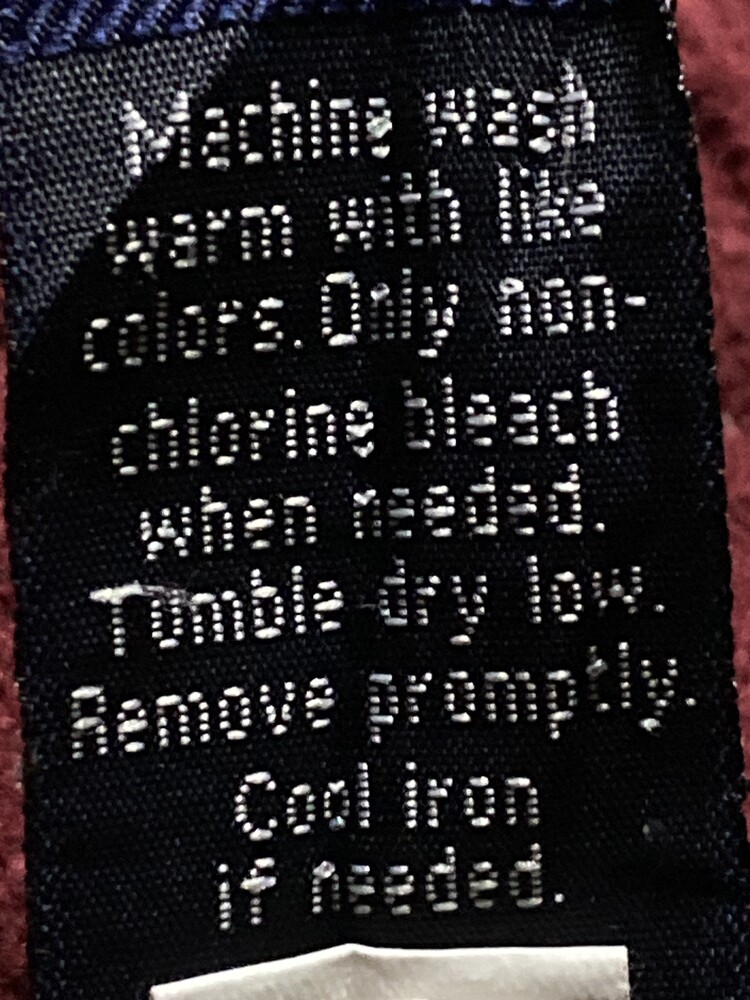 Machine wash
warm with like
colors. Only non-
chlorine bleach
when needed.
Tumble dry low.
Remove promptly.
Cool iron
if needed.